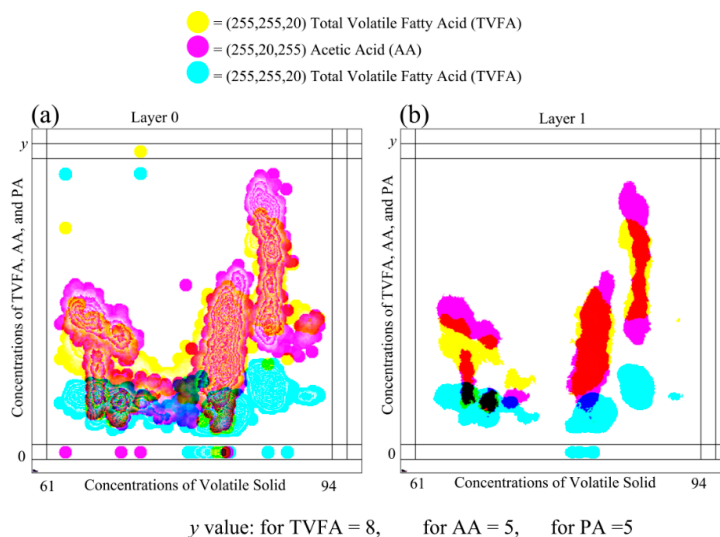 = (255,255,20) Total Volatile Fatty Acid (TVFA)
= (255,20,255) Acetic Acid (AA)
= (255,255,20) Total Volatile Fatty Acid (TVFA)
(a) Layer 0
(b) Layer 1
y
y
Concentrations of TVFA, AA, and PA
Concentrations of TVFA, AA, and PA
0
0
61 Concentrations of Volatile Solid 94
61 Concentrations of Volatile Solid 94
y value: for TVFA = 8, for AA = 5, for PA =5